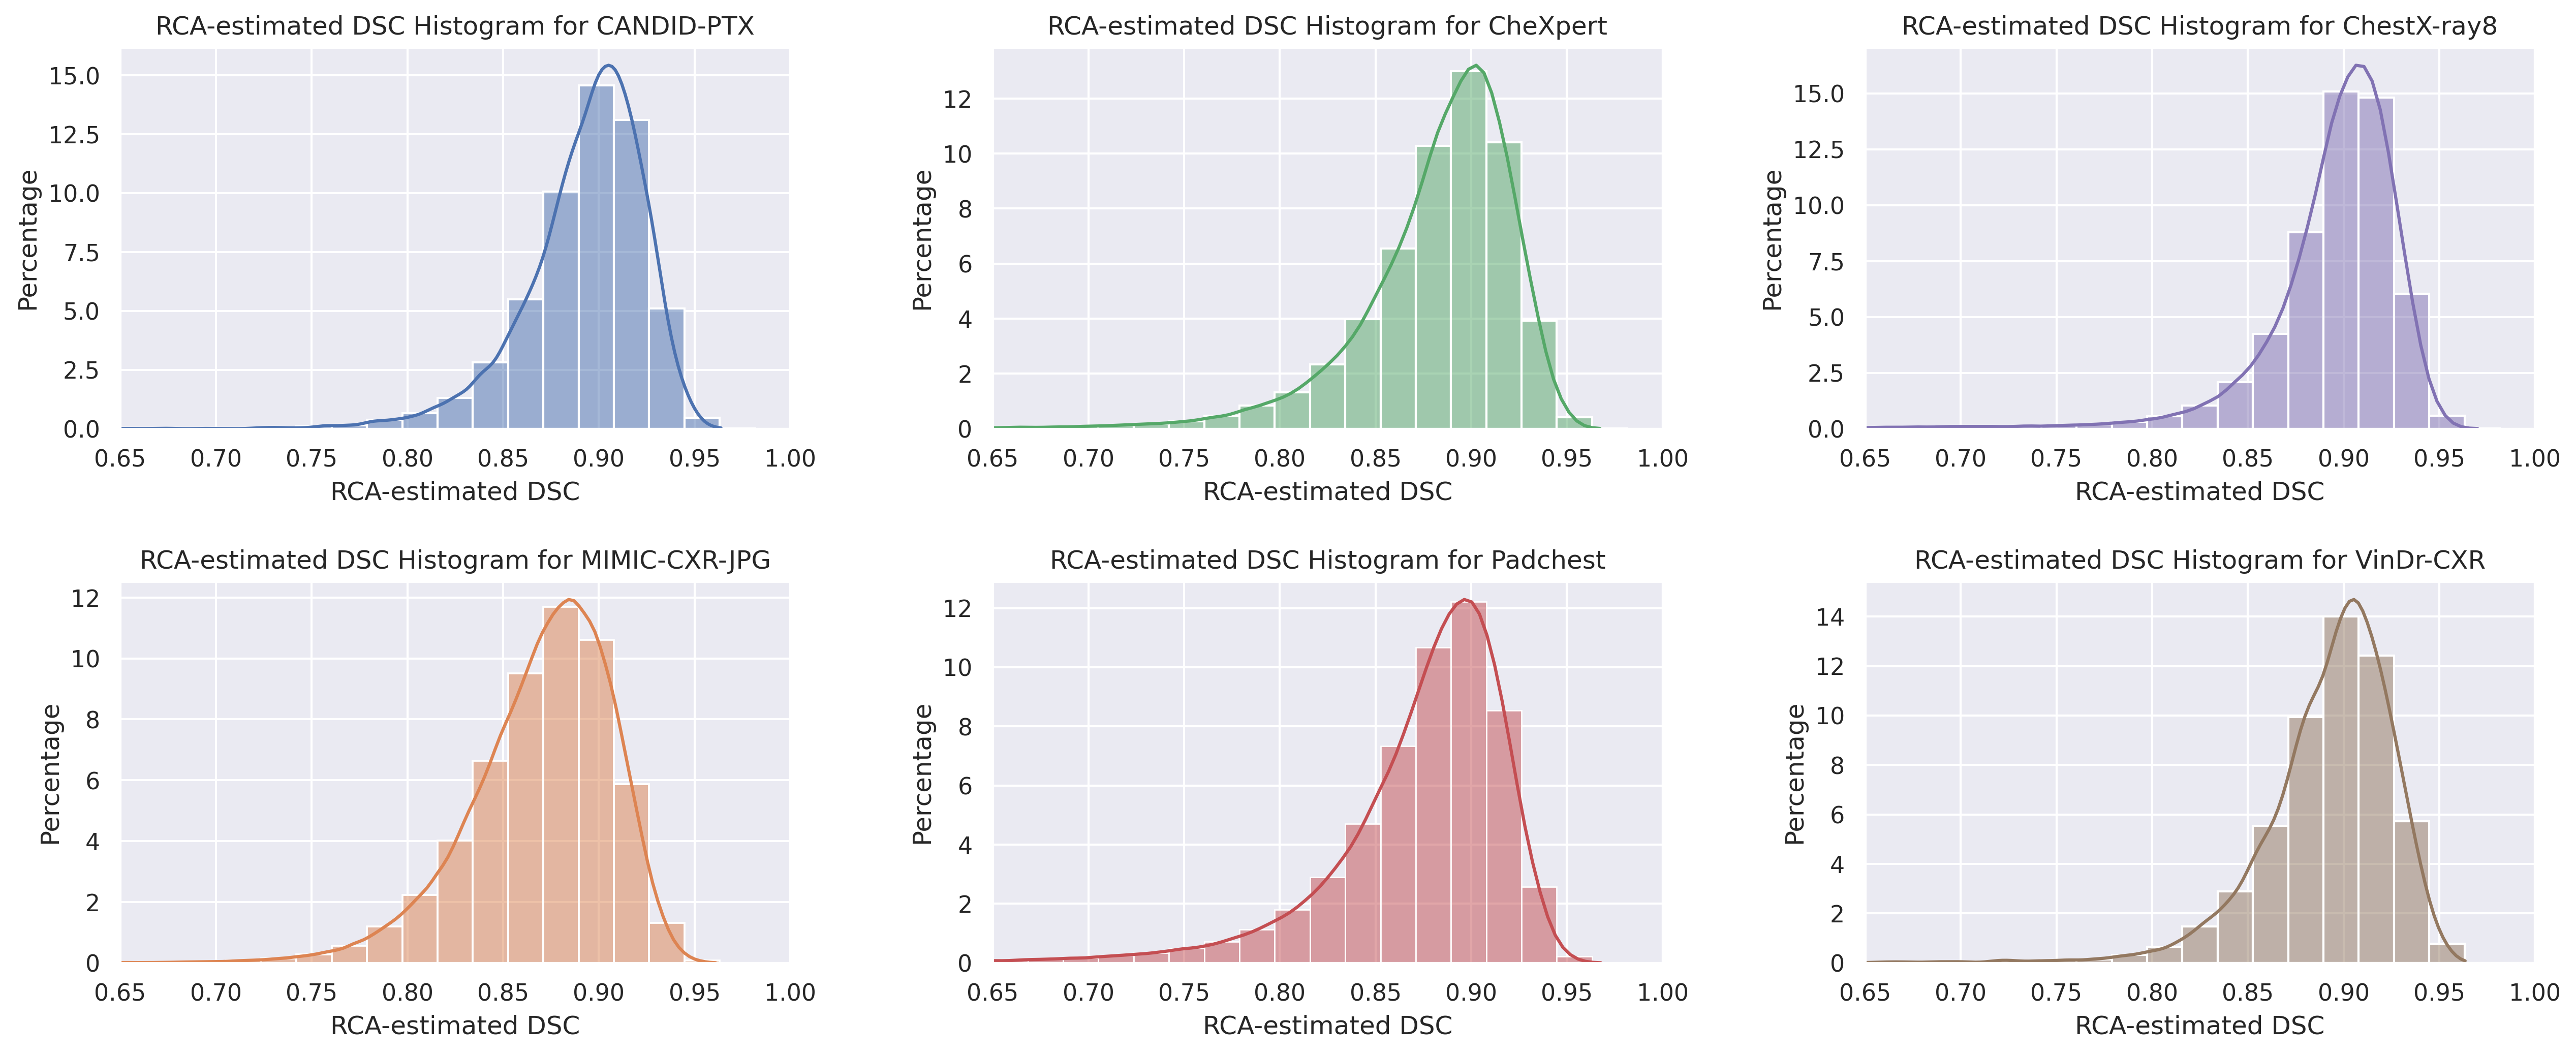 RCA-estimated DSC Histogram for CANDID-PTX
Percentage
15.0
12.5
10.0
7.5
5.0
2.5
0.0
0.65 0.70 0.75 0.80 0.85 0.90 0.95 1.00
RCA-estimated DSC
RCA-estimated DSC Histogram for CheXpert
Percentage
12
10
8
6
4
2
0
0.65 0.70 0.75 0.80 0.85 0.90 0.95 1.00
RCA-estimated DSC
RCA-estimated DSC Histogram for ChestX-ray8
Percentage
15.0
12.5
10.0
7.5
5.0
2.5
0.0
0.65 0.70 0.75 0.80 0.85 0.90 0.95 1.00
RCA-estimated DSC
RCA-estimated DSC Histogram for MIMIC-CXR-JPG
Percentage
12
10
8
6
4
2
0
0.65 0.70 0.75 0.80 0.85 0.90 0.95 1.00
RCA-estimated DSC
RCA-estimated DSC Histogram for Padchest
Percentage
12
10
8
6
4
2
0
0.65 0.70 0.75 0.80 0.85 0.90 0.95 1.00
RCA-estimated DSC
RCA-estimated DSC Histogram for VinDr-CXR
Percentage
14
12
10
8
6
4
2
0
0.65 0.70 0.75 0.80 0.85 0.90 0.95 1.00
RCA-estimated DSC